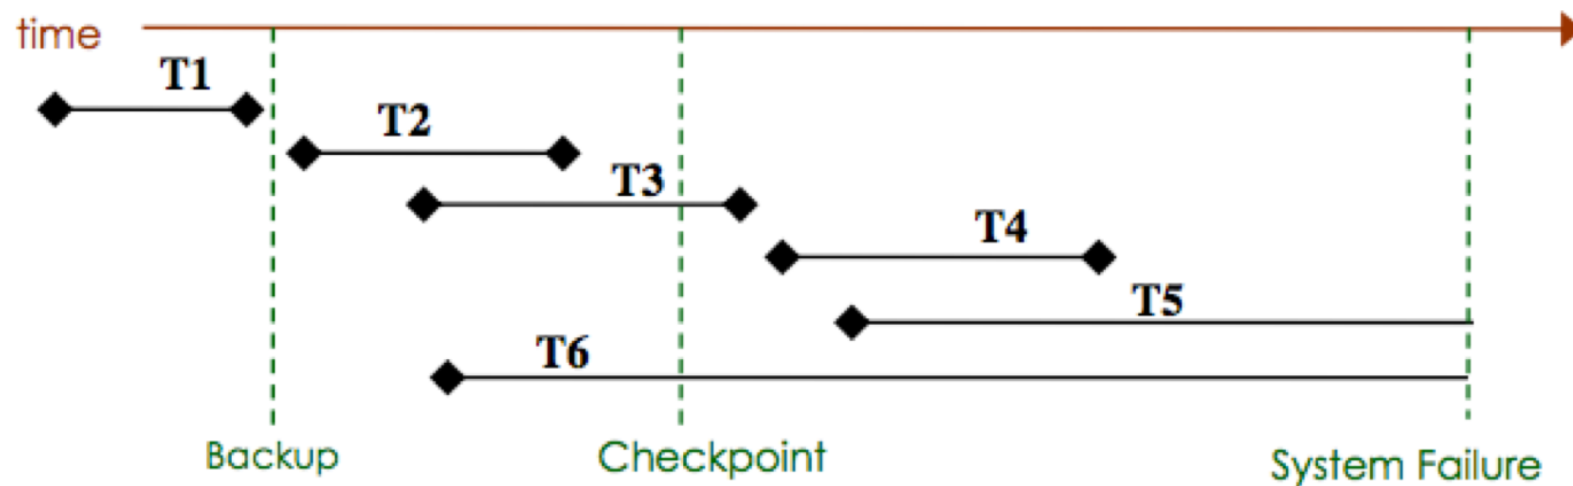 time
T1
T2
T3
T4
T5
T6
Backup
Checkpoint
System Failure